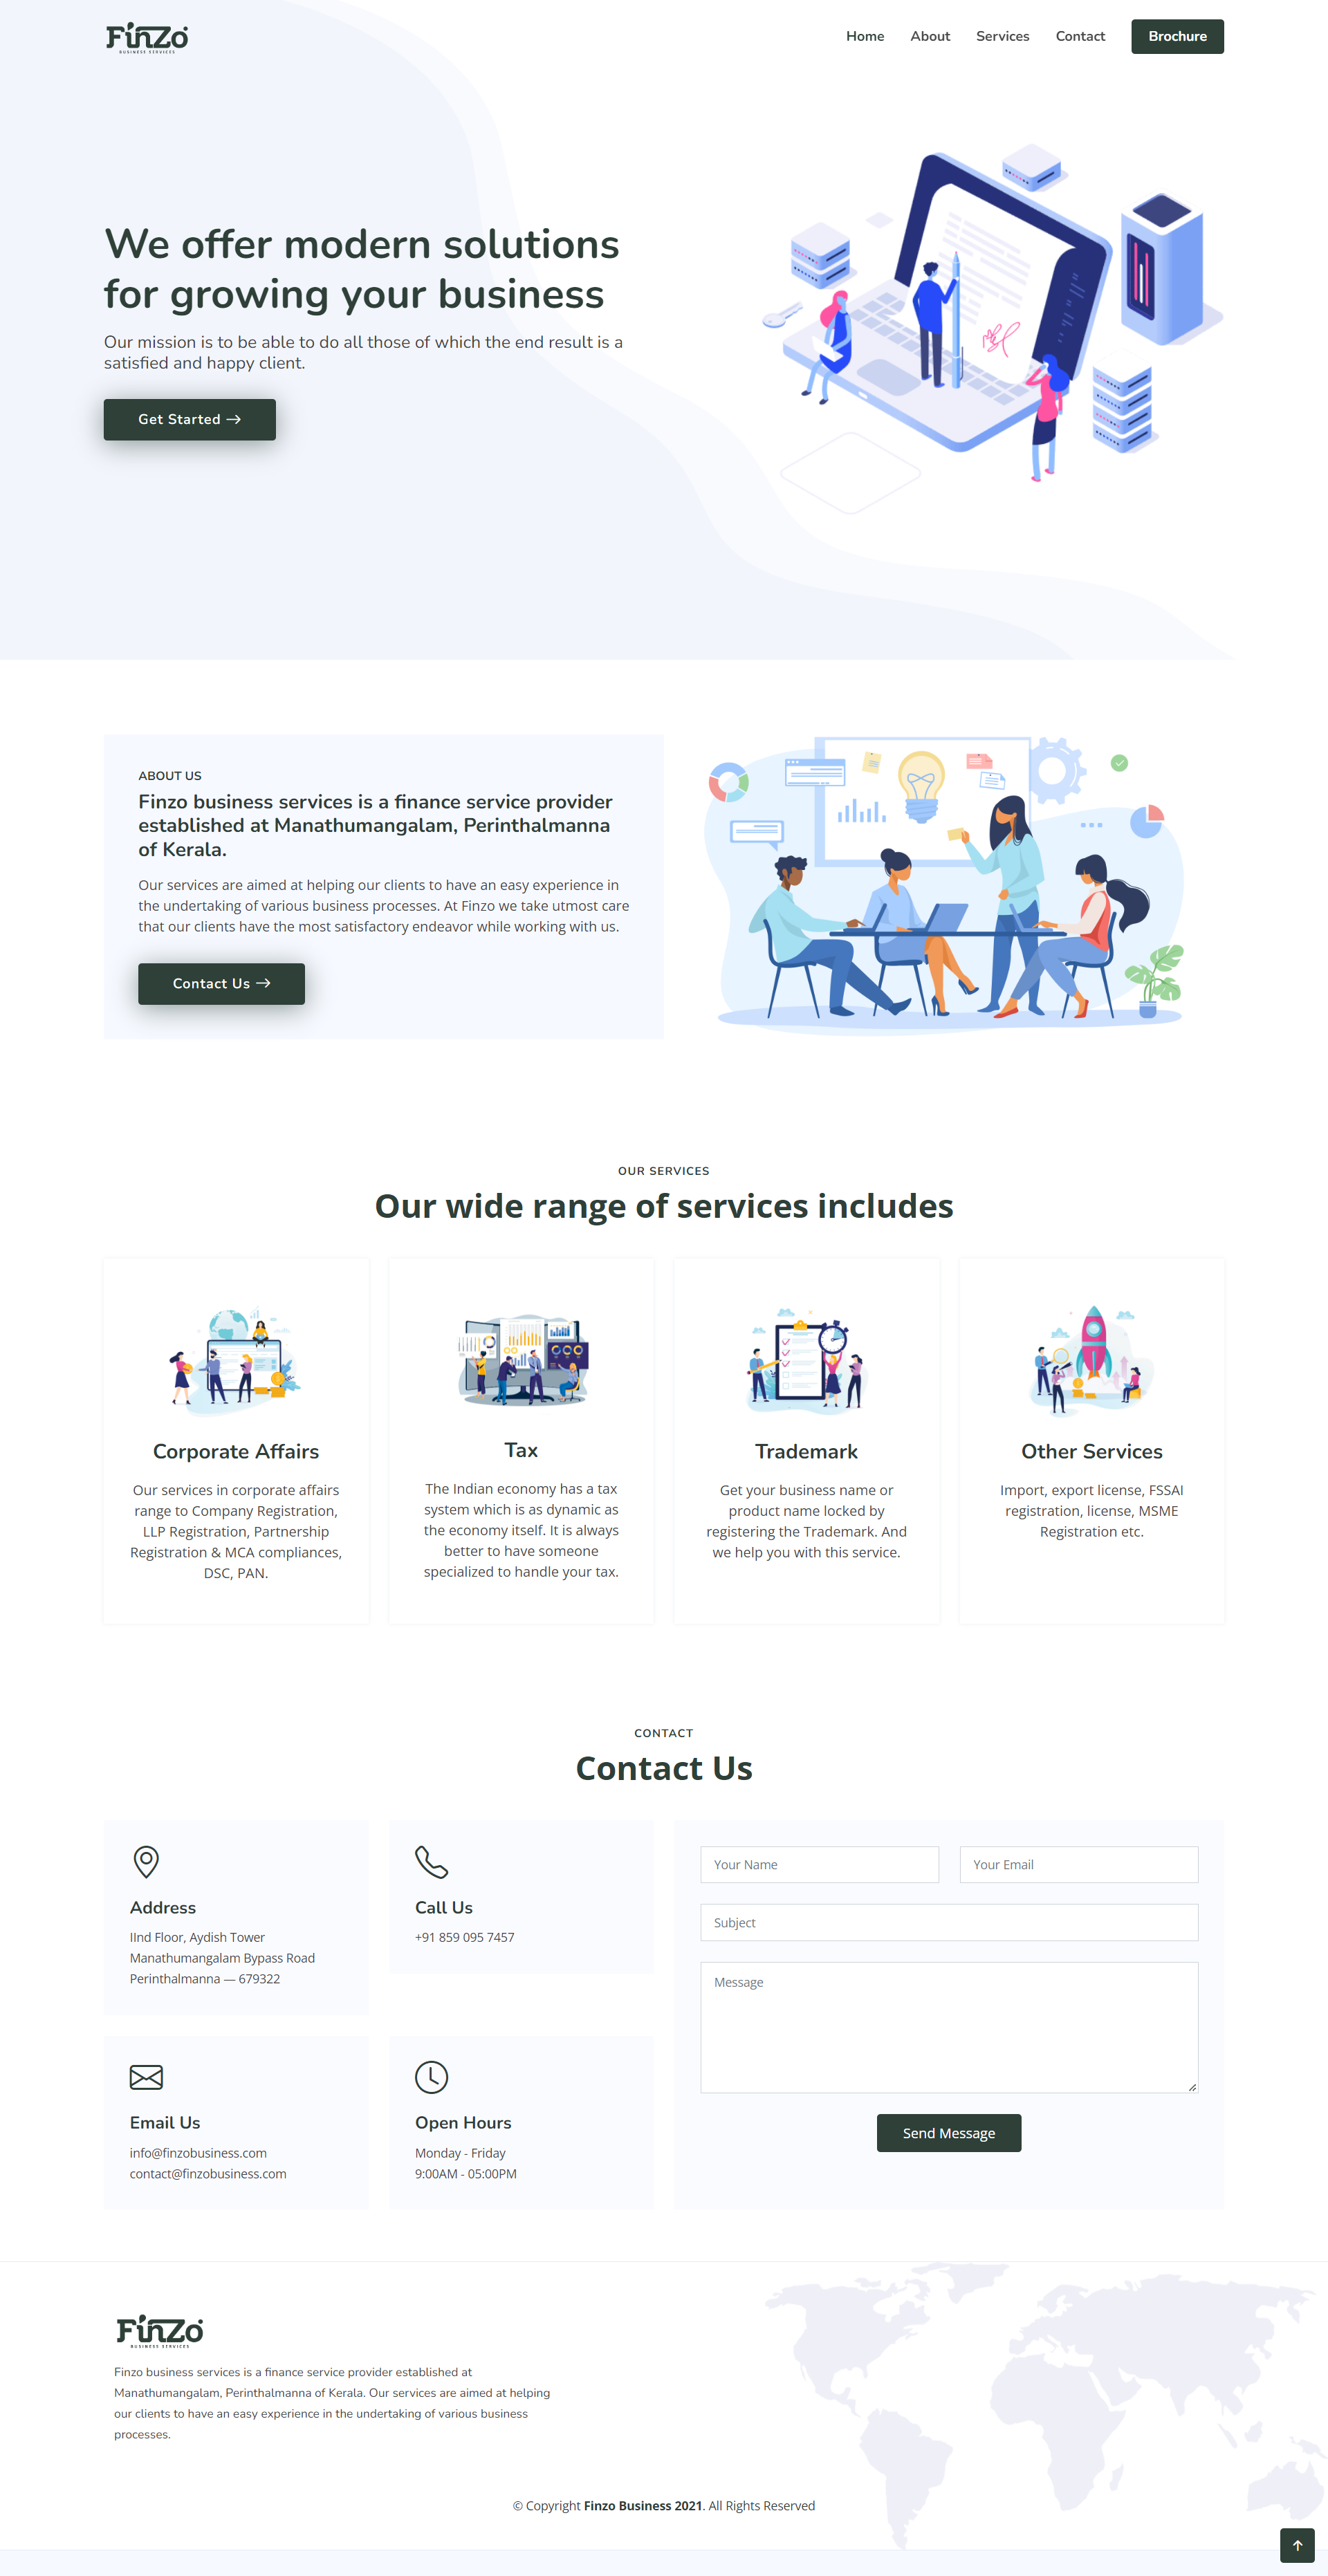 Finzo
BUSINESS SERVICES
Home
About
Services
Contact
Brochure
We offer modern solutions
for growing your business
Our mission is to be able to do all those of which the end result is a
satisfied and happy client.
Get Started →
ABOUT US
Finzo business services is a finance service provider
established at Manathumangalam, Perinthalmanna
of Kerala.
Our services are aimed at helping our clients to have an easy experience in
the undertaking of various business processes. At Finzo we take utmost care
that our clients have the most satisfactory endeavor while working with us.
Contact Us →
OUR SERVICES
Our wide range of services includes
Corporate Affairs
Our services in corporate affairs
range to Company Registration,
LLP Registration, Partnership
Registration & MCA compliances,
DSC, PAN.
Tax
The Indian economy has a tax
system which is as dynamic as
the economy itself. It is always
better to have someone
specialized to handle your tax.
Trademark
Get your business name or
product name locked by
registering the Trademark. And
we help you with this service.
Other Services
Import, export license, FSSAI
registration, license, MSME
Registration etc.
CONTACT
Contact Us
Address
IInd Floor, Aydish Tower
Manathumangalam Bypass Road
Perinthalmanna — 679322
Call Us
+91 859 095 7457
Email Us
info@finzobusiness.com
contact@finzobusiness.com
Open Hours
Monday - Friday
9:00AM - 05:00PM
Your Name
Your Email
Subject
Message
Send Message
Finzo
BUSINESS SERVICES
Finzo business services is a finance service provider established at
Manathumangalam, Perinthalmanna of Kerala. Our services are aimed at helping
our clients to have an easy experience in the undertaking of various business
processes.
© Copyright Finzo Business 2021. All Rights Reserved